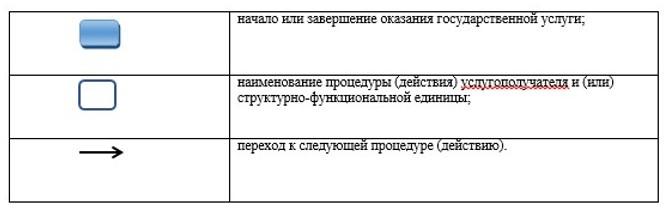 начало или завершение оказания государственной услуги;
наименование процедуры (действия) услугополучателя и (или)
структурно-функциональной единицы;
переход к следующей процедуре (действию).